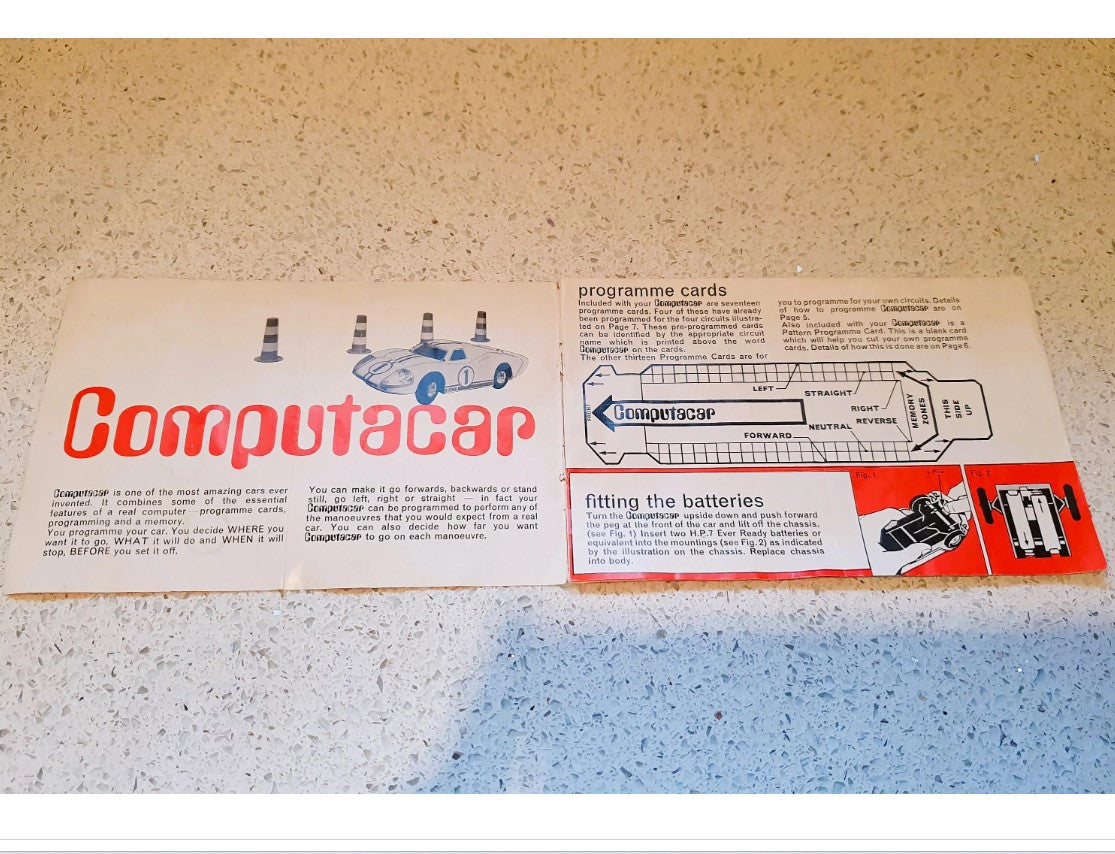 Computacar
Computacar is one of the most amazing cars ever
invented. It combines some of the essential
features of a real computer — programme cards,
programming and a memory.
You programme your car. You decide WHERE you
want it to go, WHAT it will do and WHEN it will
stop, BEFORE you set it off.
You can make it go forwards, backwards or stand
still, go left, right or straight — in fact your
Computacar can be programmed to perform any of
the manoeuvres that you would expect from a real
car. You can also decide how far you want
Computacar to go on each manoeuvre.
programme cards
Included with your Computacar are seventeen
programme cards. Four of these have already
been programmed for the four circuits illustra-
ted on Page 7. These pre-programmed cards
can be identified by the appropriate circuit
name which is printed above the word
Computacar on the cards.
The other thirteen Programme Cards are for
you to programme for your own circuits. Details
of how to programme Computacar are on
Page 5.
Also included with your Computacar is a
Pattern Programme Card. This is a blank card
which will help you cut your own programme
cards. Details of how this is done are on Page 6.
LEFT
STRAIGHT
RIGHT
REVERSE
NEUTRAL
FORWARD
Computacar
MEMORY
ZONES
THIS
SIDE
UP
fitting the batteries
Turn the Computacar upside down and push forward
the peg at the front of the car and lift off the chassis.
(see Fig. 1) Insert two H.P.7 Ever Ready batteries or
equivalent into the mountings (see Fig. 2) as indicated
by the illustration on the chassis. Replace chassis
into body.
Fig. 1
Fig. 2
1